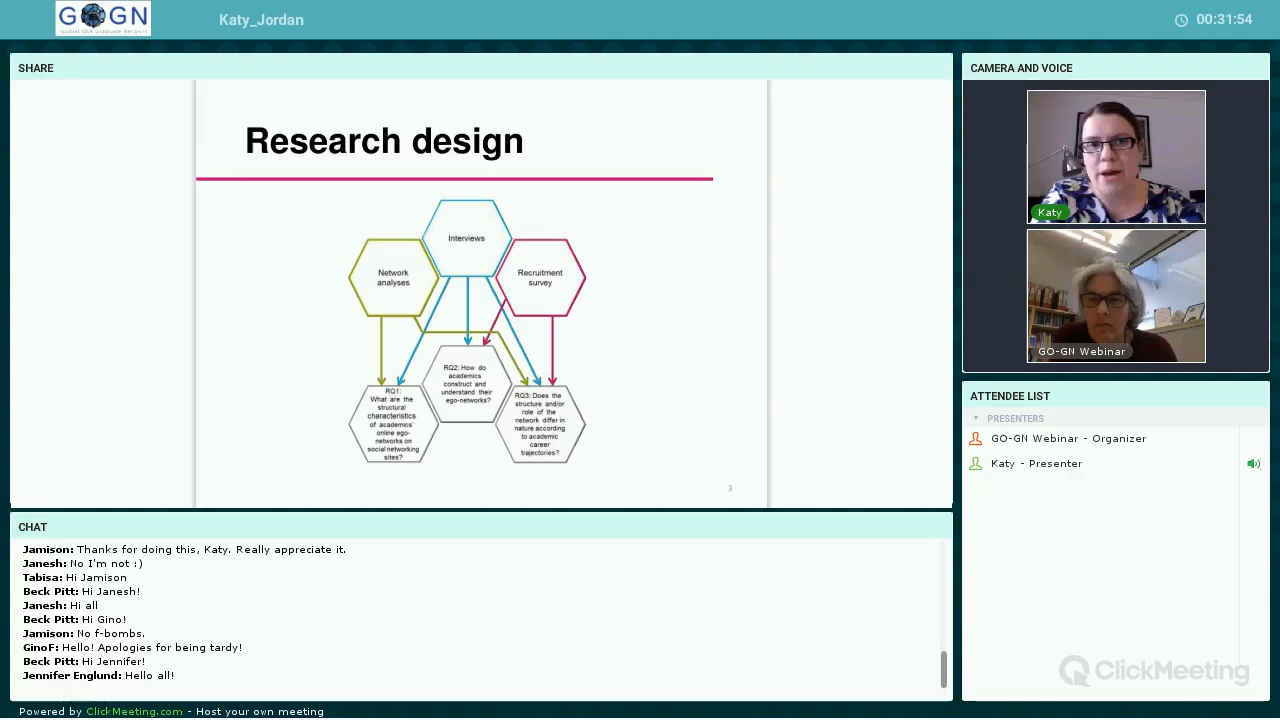 GOGN
Global OER Graduate Network
Katy_Jordan
00:31:54
SHARE
Research design
Interviews
Network
analyses
Recruitment
survey
RQ1:
What are the
structural
characteristics
of academics'
online ego-
networks on
social networking
sites?
RQ2: How do
academics
construct and
understand their
ego-networks?
RQ3: Does the
structure and/or
role of the
network differ in
nature according
to academic
career
trajectories?
3
CAMERA AND VOICE
Katy
GO-GN Webinar
ATTENDEE LIST
PRESENTERS
GO-GN Webinar - Organizer
Katy - Presenter
ClickMeeting
CHAT
Jamison: Thanks for doing this, Katy. Really appreciate it.
Janesh: No I'm not :)
Tabisa: Hi Jamison
Beck Pitt: Hi Janesh!
Janesh: Hi all
Beck Pitt: Hi Gino!
Jamison: No f-bombs.
GinoF: Hello! Apologies for being tardy!
Beck Pitt: Hi Jennifer!
Jennifer Englund: Hello all!
Powered by ClickMeeting.com - Host your own meeting